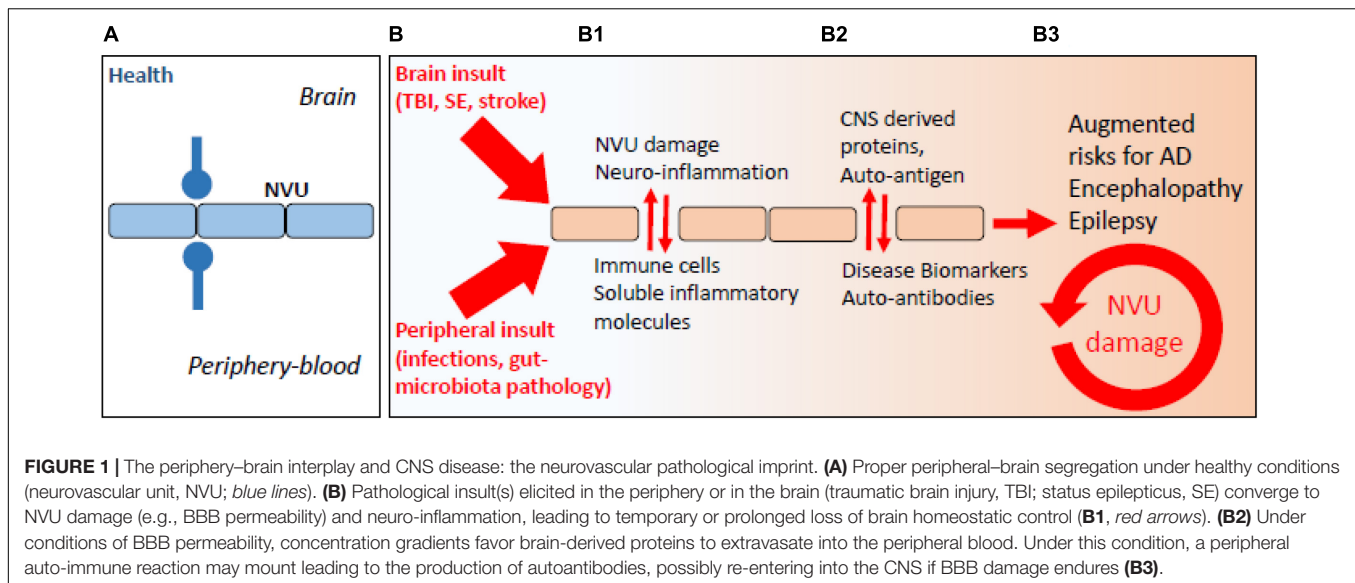 A
B
B1
B2
B3
Health
Brain
NVU
Periphery-blood
Brain insult
(TBI, SE, stroke)
Peripheral insult
(infections, gut-
microbiota pathology)
NVU damage
Neuro-inflammation
Immune cells
Soluble inflammatory
molecules
CNS derived
proteins,
Auto-antigen
Disease Biomarkers
Auto-antibodies
Augmented
risks for AD
Encephalopathy
Epilepsy
NVU
damage
FIGURE 1 | The periphery–brain interplay and CNS disease: the neurovascular pathological imprint. (A) Proper peripheral–brain segregation under healthy conditions
(neurovascular unit, NVU; blue lines). (B) Pathological insult(s) elicited in the periphery or in the brain (traumatic brain injury, TBI; status epilepticus, SE) converge to
NVU damage (e.g., BBB permeability) and neuro-inflammation, leading to temporary or prolonged loss of brain homeostatic control (B1, red arrows). (B2) Under
conditions of BBB permeability, concentration gradients favor brain-derived proteins to extravasate into the peripheral blood. Under this condition, a peripheral
auto-immune reaction may mount leading to the production of autoantibodies, possibly re-entering into the CNS if BBB damage endures (B3).